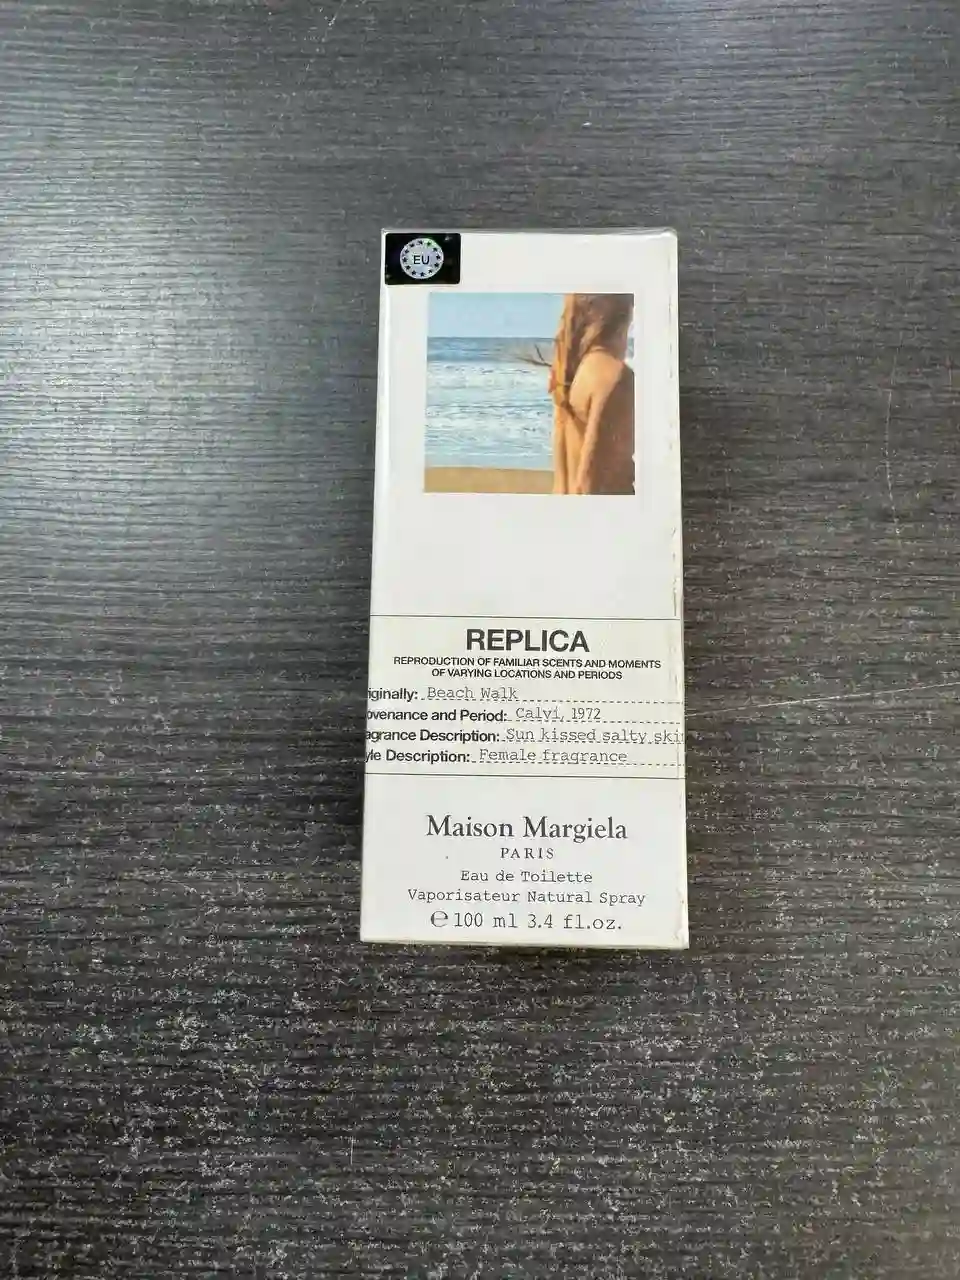 EU
REPLICA
REPRODUCTION OF FAMILIAR SCENTS AND MOMENTS
OF VARYING LOCATIONS AND PERIODS
iginally: Beach Walk
ovenance and Period: Calvi, 1972
agrance Description: Sun kissed salty ski
yle Description: Female fragrance
Maison Margiela
PARIS
Eau de Toilette
Vaporisateur Natural Spray
℮ 100 ml 3.4 fl.oz.